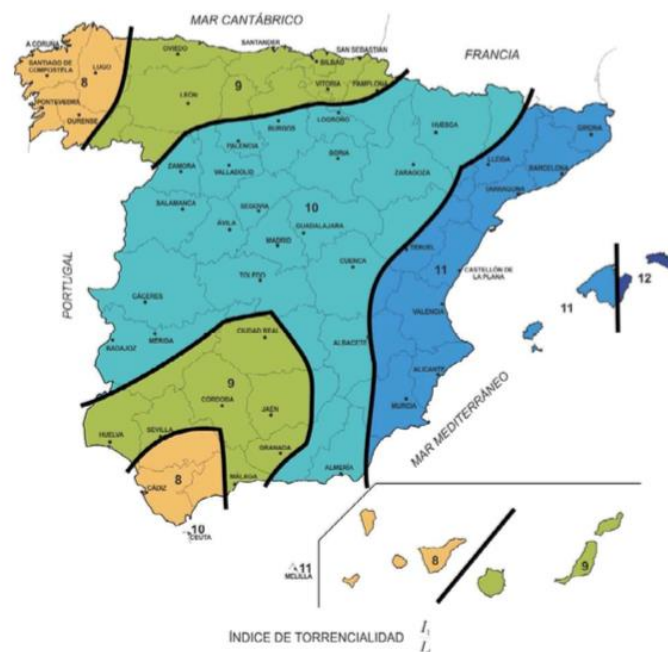 MAR CANTÁBRICO
FRANCIA
A CORUÑA
SANTIAGO DE
COMPOSTELA
LUGO
8
PONTEVEDRA
OURENSE
OVIEDO
SANTANDER
BILBAO
SAN SEBASTIÁN
VITORIA
PAMPLONA
LEÓN
9
BURGOS
LOGROÑO
HUESCA
GIRONA
PALENCIA
ZAMORA
VALLADOLID
SORIA
ZARAGOZA
LLEIDA
BARCELONA
TARRAGONA
SALAMANCA
SEGOVIA
10
ÁVILA
GUADALAJARA
MADRID
TERUEL
CUENCA
TOLEDO
11
CASTELLÓN DE
LA PLANA
12
11
PORTUGAL
CÁCERES
VALENCIA
BADAJOZ
MÉRIDA
CIUDAD REAL
ALBACETE
ALICANTE
MURCIA
MAR MEDITERRÁNEO
9
CÓRDOBA
JAÉN
HUELVA
SEVILLA
GRANADA
8
CÁDIZ
MÁLAGA
ALMERÍA
10
CEUTA
11
MELILLA
8
9
ÍNDICE DE TORRENCIALIDAD
I₁
I